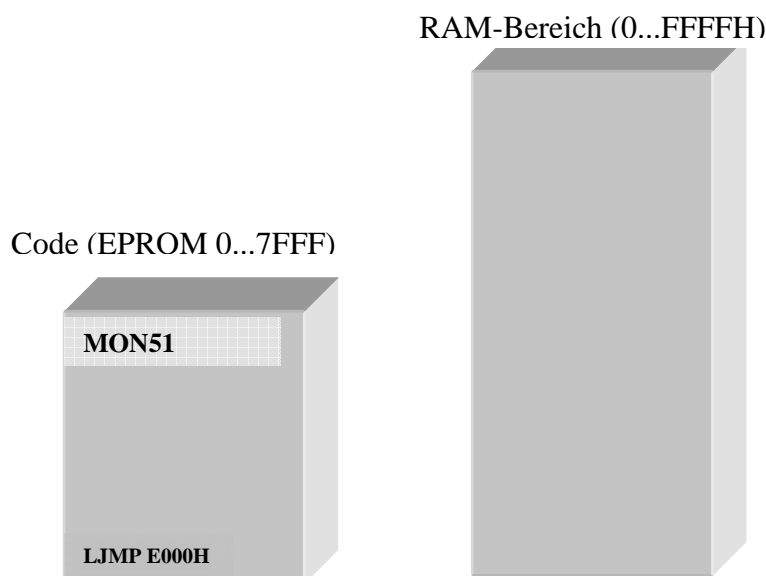 RAM-Bereich (0...FFFFH)
Code (EPROM 0...7FFF)
MON51
LJMP E000H